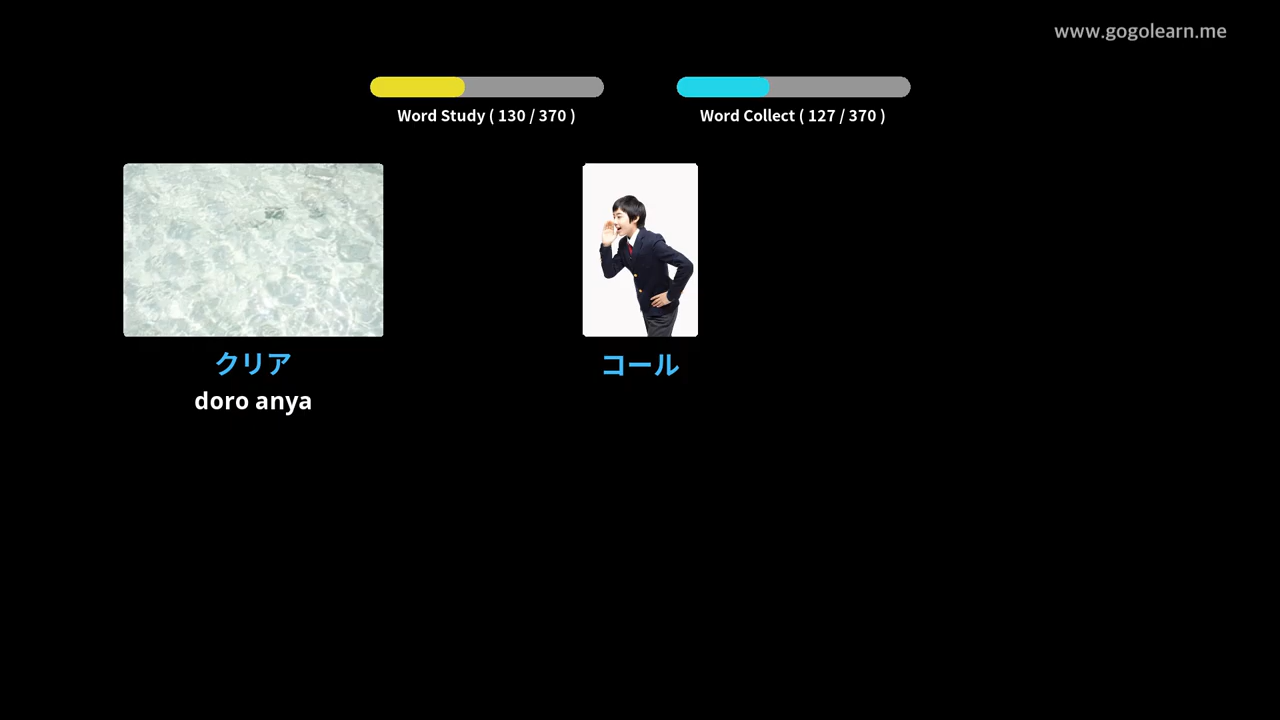 www.gogolearn.me
Word Study ( 130 / 370 )
Word Collect ( 127 / 370 )
クリア
doro anya
コール